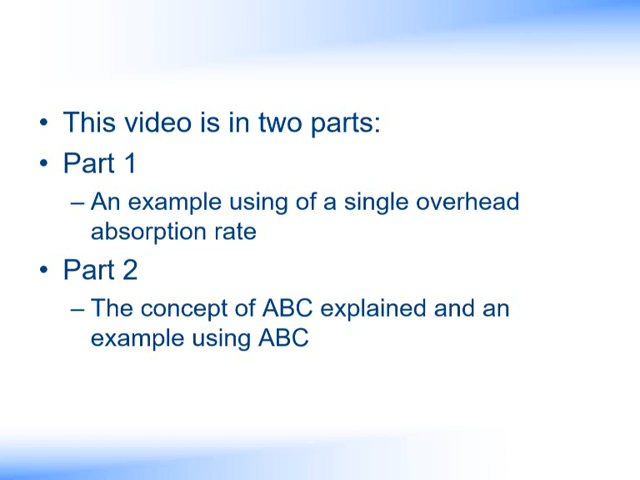 • This video is in two parts:
• Part 1
– An example using of a single overhead
absorption rate
• Part 2
– The concept of ABC explained and an
example using ABC